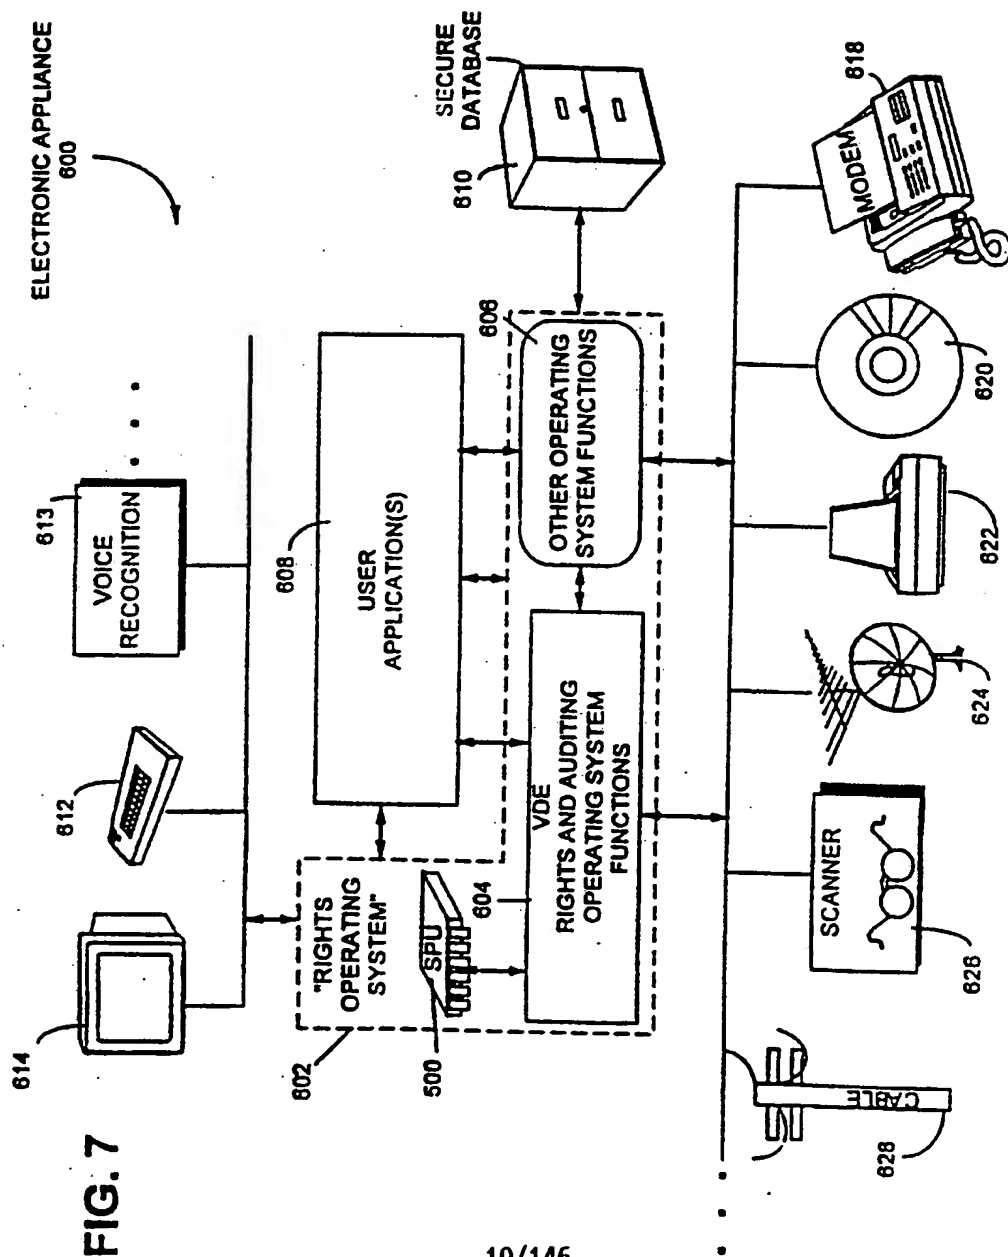 FIG. 7
ELECTRONIC APPLIANCE
600
614
612
613
VOICE
RECOGNITION
602
"RIGHTS
OPERATING
SYSTEM"
608
USER
APPLICATION(S)
SPU
500
604
VDE
RIGHTS AND AUDITING
OPERATING SYSTEM
FUNCTIONS
606
OTHER OPERATING
SYSTEM FUNCTIONS
610
SECURE
DATABASE
CABLE
628
SCANNER
628
624
622
620
MODEM
618
10/146